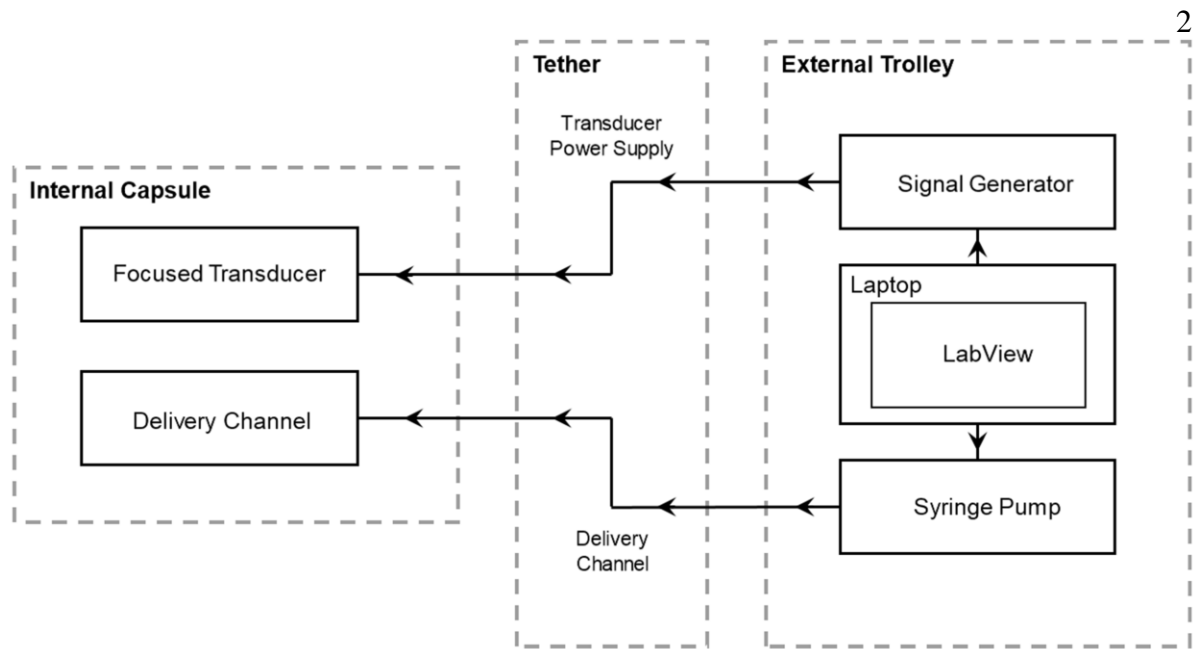 2
Tether
External Trolley
Transducer
Power Supply
Signal Generator
Internal Capsule
Focused Transducer
Laptop
LabView
Delivery Channel
Syringe Pump
Delivery
Channel